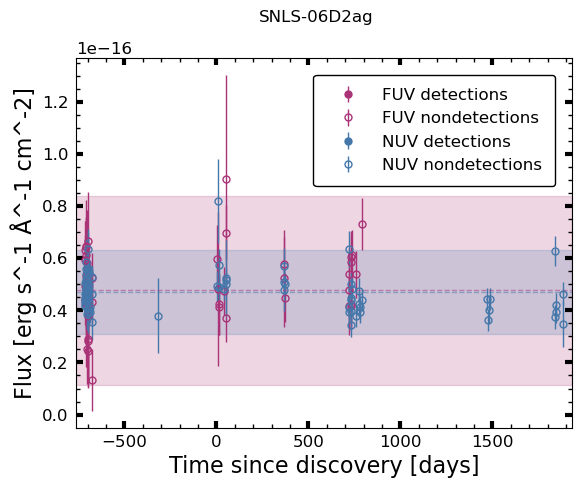 SNLS-06D2ag
1e−16
FUV detections
FUV nondetections
NUV detections
NUV nondetections
1.2
1.0
0.8
0.6
0.4
0.2
0.0
Flux [erg s^-1 Å^-1 cm^-2]
−500 0 500 1000 1500
Time since discovery [days]